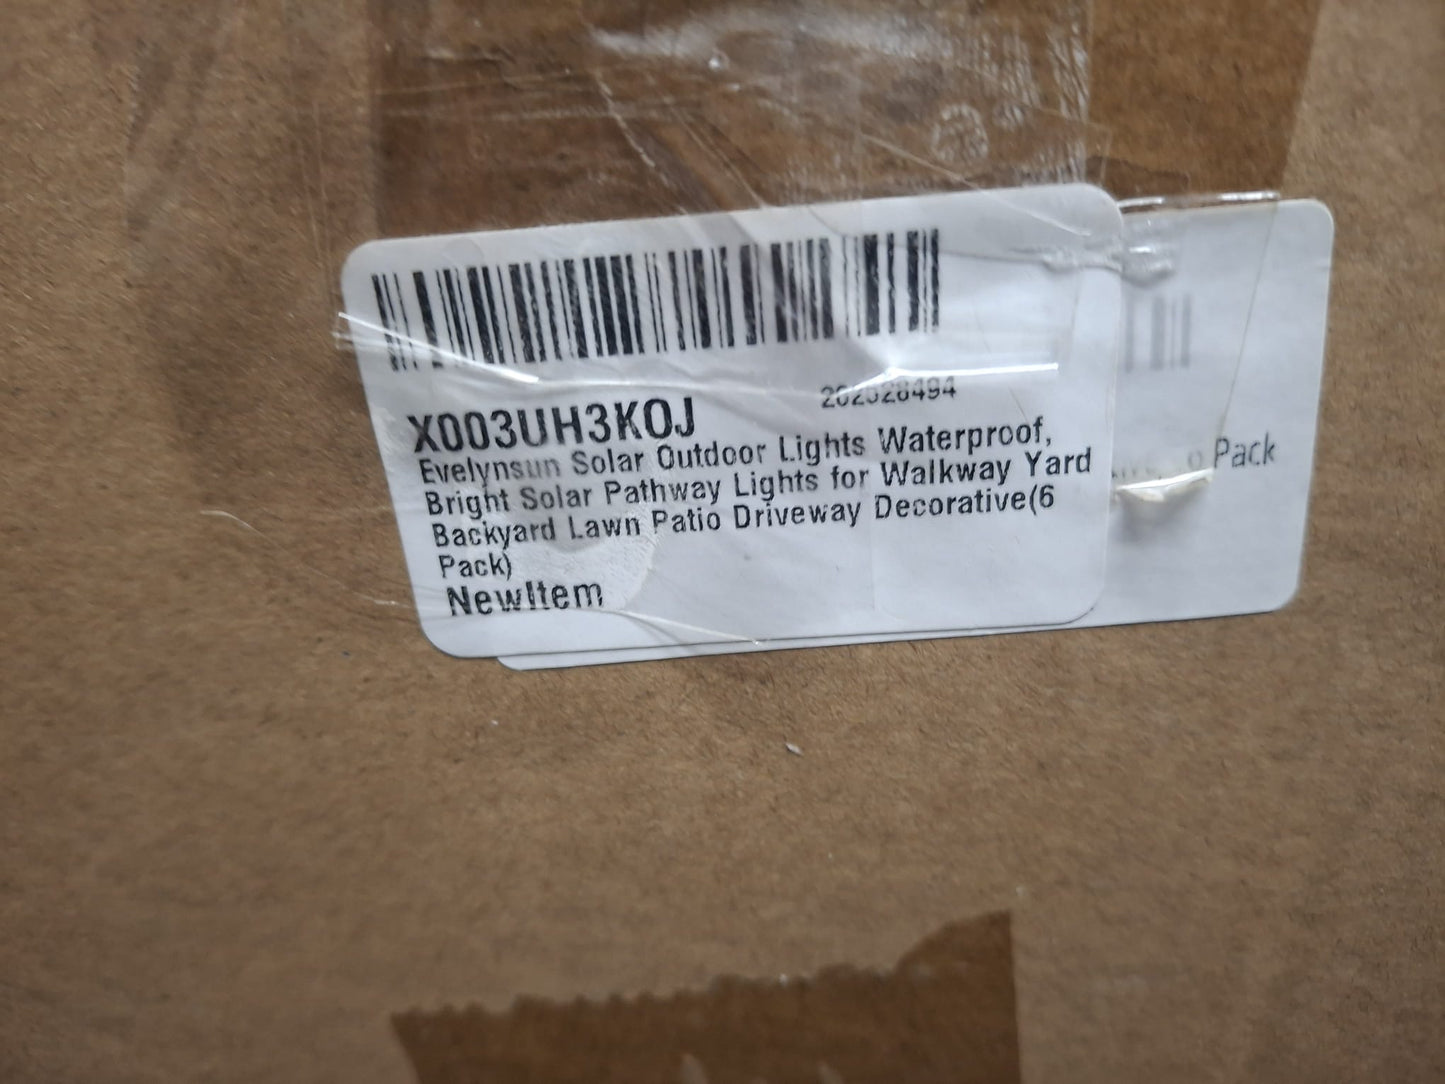 202528494
X003UH3KOJ
Evelynsun Solar Outdoor Lights Waterproof,
Bright Solar Pathway Lights for Walkway Yard
Backyard Lawn Patio Driveway Decorative(6
Pack)
NewItem
Pack